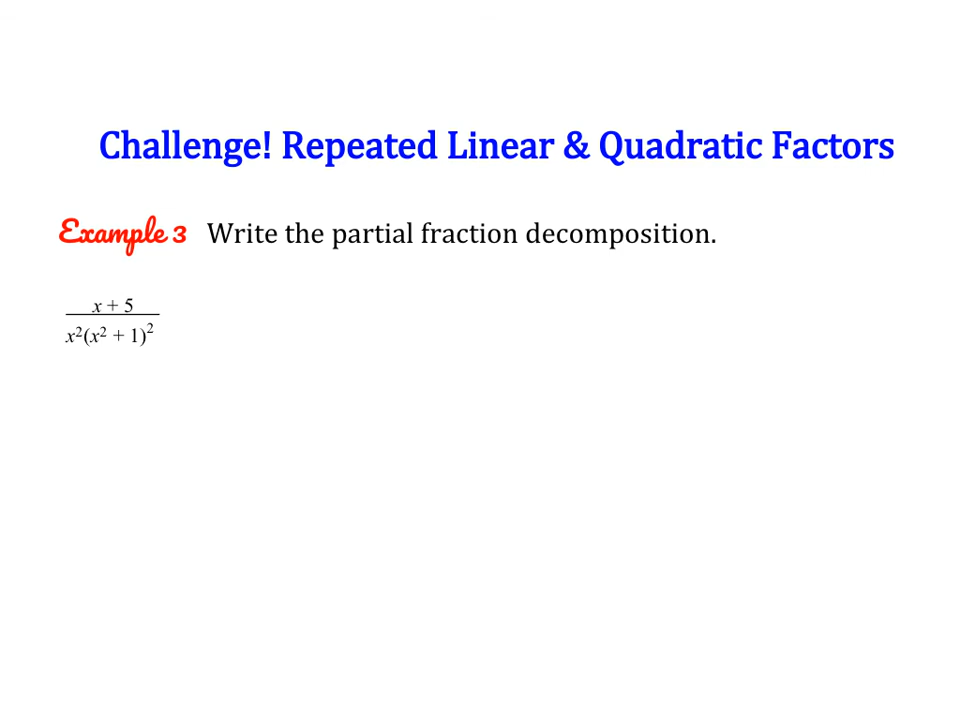 Challenge! Repeated Linear & Quadratic Factors
Example 3 Write the partial fraction decomposition.
x + 5
x²(x² + 1)²